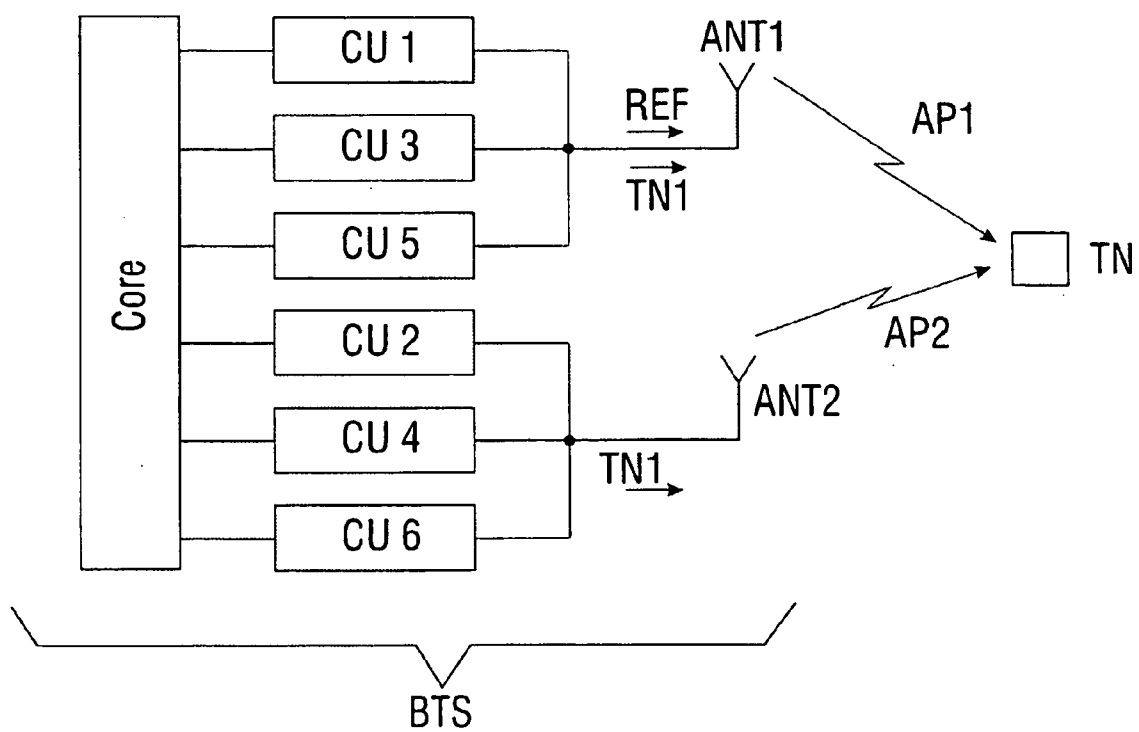 CU 1
ANT1
REF
AP1
CU 3
TN1
CU 5
TN
Core
CU 2
AP2
ANT2
CU 4
TN1
CU 6
BTS